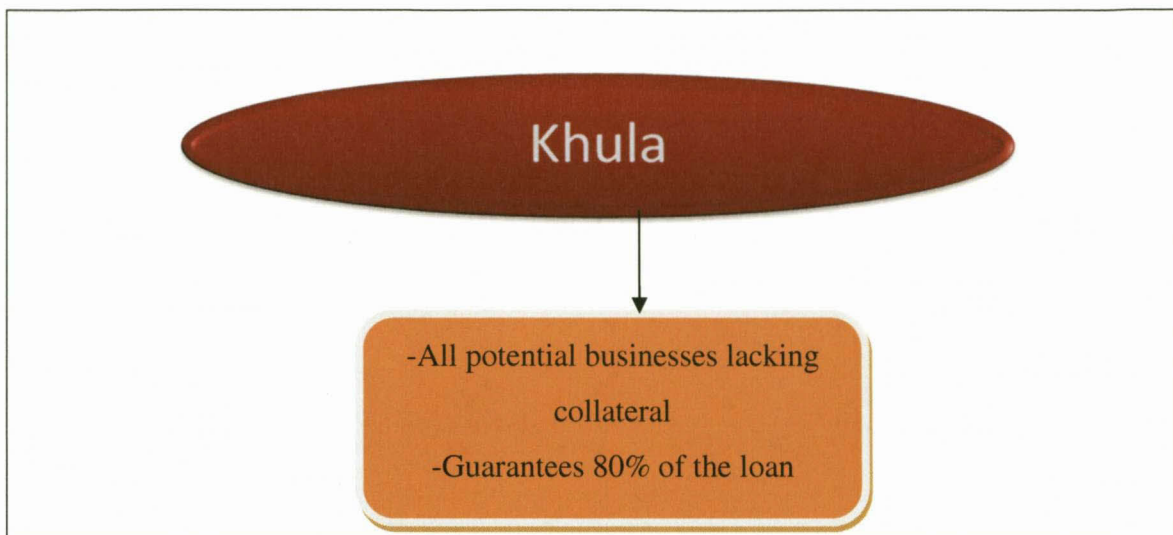 Khula
-All potential businesses lacking
collateral
-Guarantees 80% of the loan